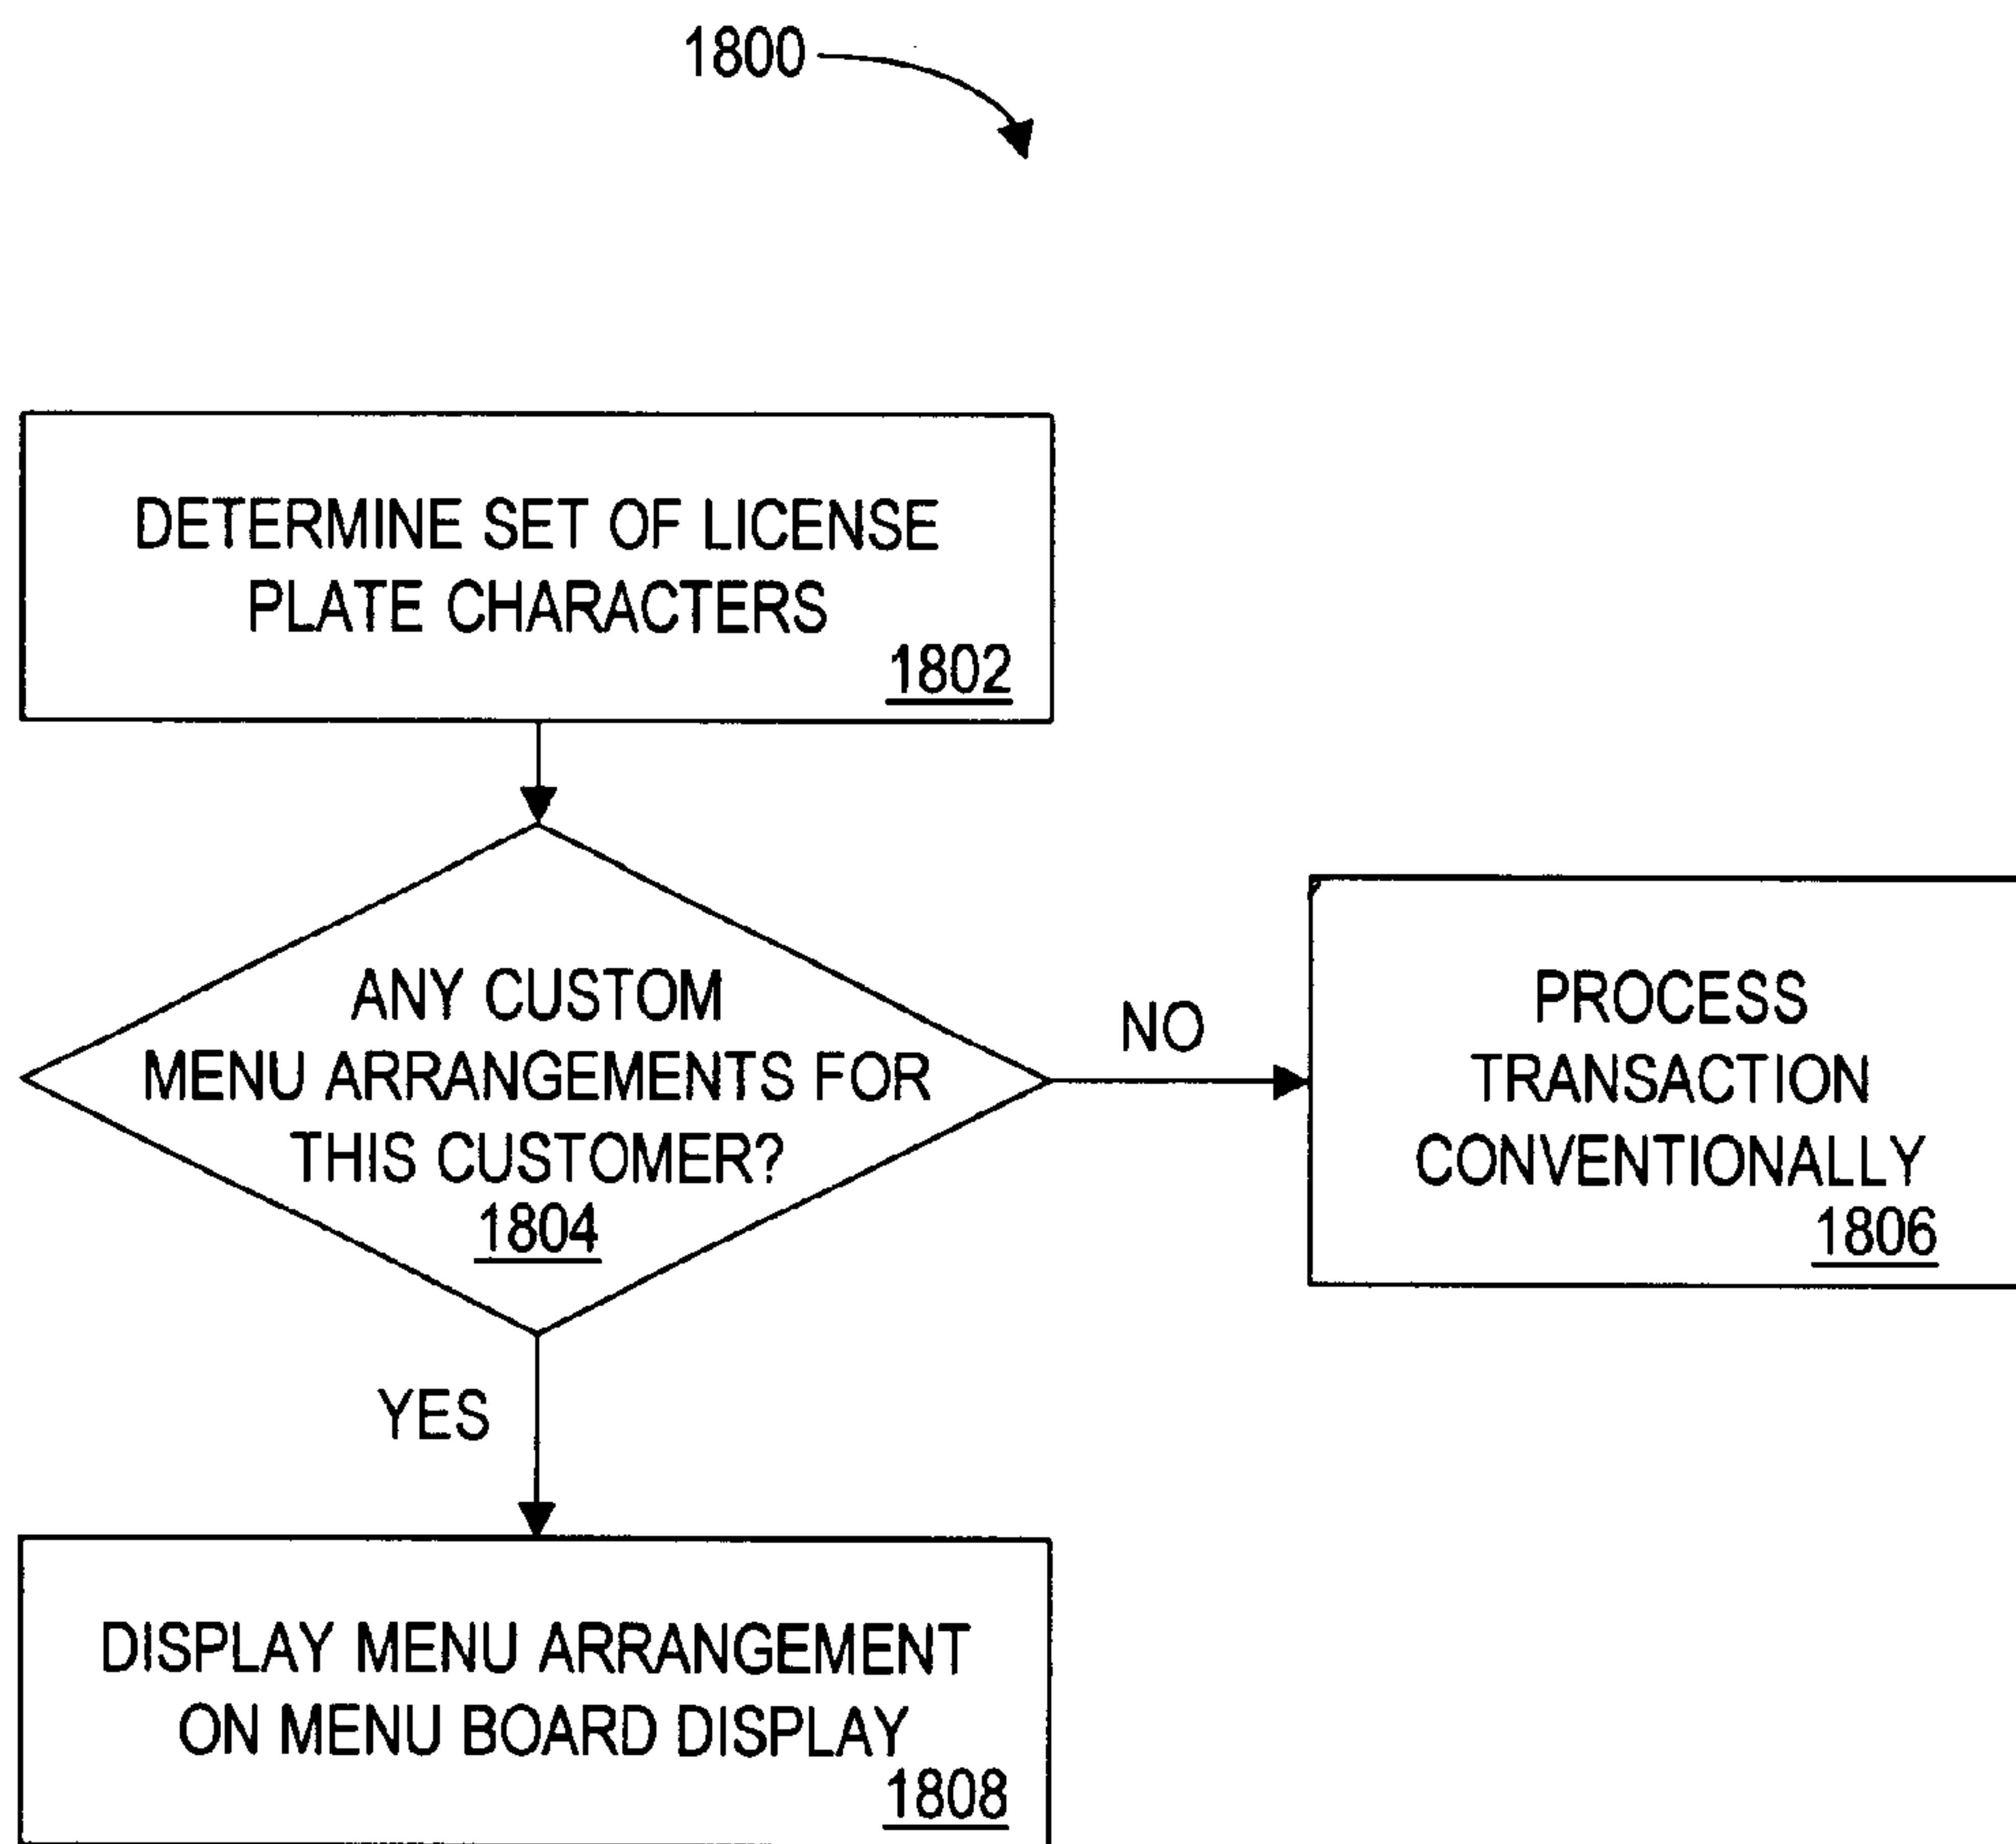 1800
DETERMINE SET OF LICENSE
PLATE CHARACTERS
1802
ANY CUSTOM
MENU ARRANGEMENTS FOR
THIS CUSTOMER?
1804
NO
PROCESS
TRANSACTION
CONVENTIONALLY
1806
YES
DISPLAY MENU ARRANGEMENT
ON MENU BOARD DISPLAY
1808